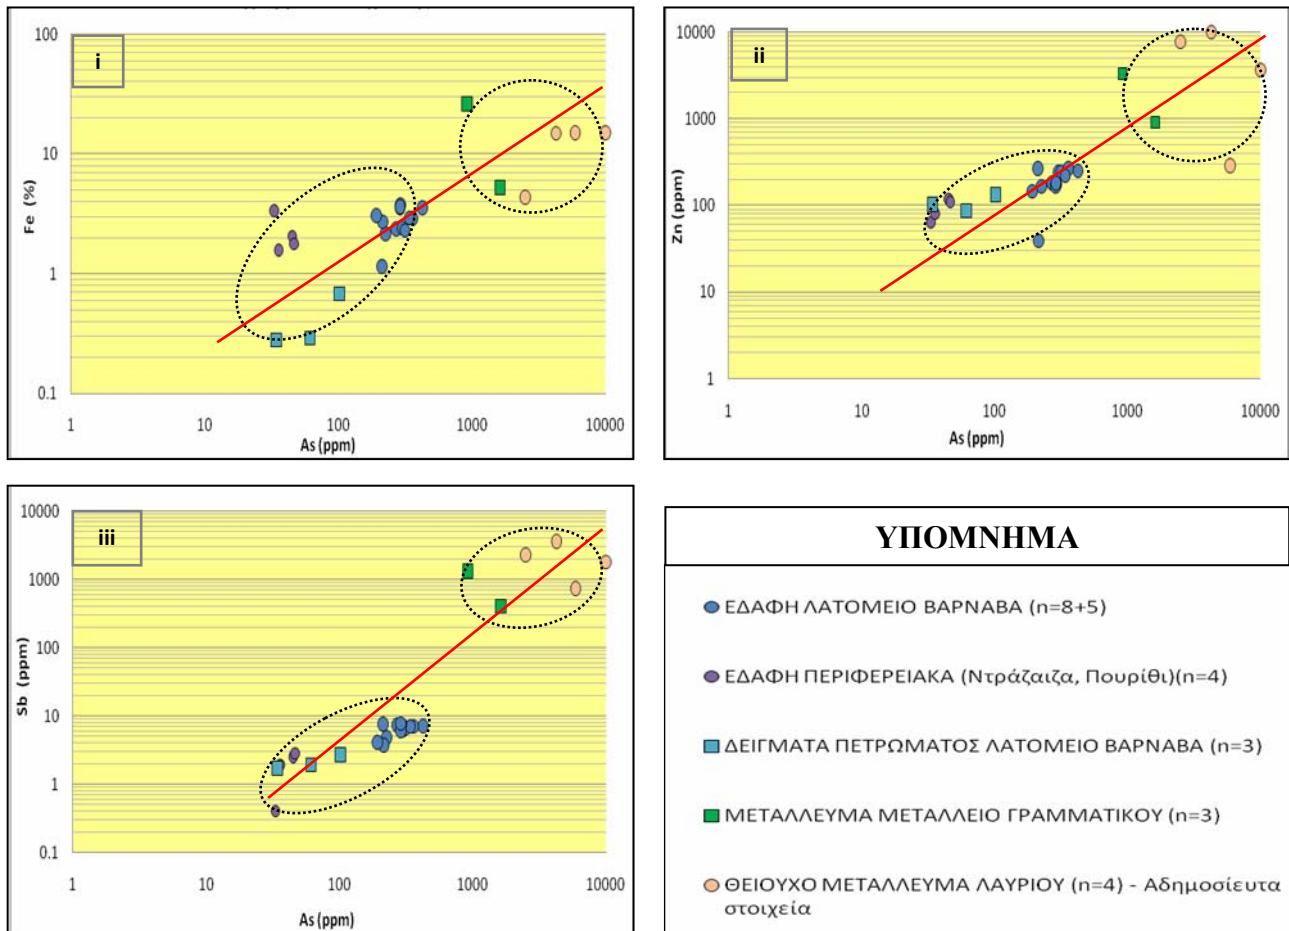 i
100
10
1
0.1
Fe (%)
1 10 100 1000 10000
As (ppm)
ii
10000
1000
100
10
1
Zn (ppm)
1 10 100 1000 10000
As (ppm)
iii
10000
1000
100
10
1
0.1
Sb (ppm)
1 10 100 1000 10000
As (ppm)
ΥΠΟΜΝΗΜΑ
ΕΔΑΦΗ ΛΑΤΟΜΕΙΟ ΒΑΡΝΑΒΑ (n=8+5)
ΕΔΑΦΗ ΠΕΡΙΦΕΡΕΙΑΚΑ (Ντράζαιζα, Πουρίθι)(n=4)
ΔΕΙΓΜΑΤΑ ΠΕΤΡΩΜΑΤΟΣ ΛΑΤΟΜΕΙΟ ΒΑΡΝΑΒΑ (n=3)
ΜΕΤΑΛΛΕΥΜΑ ΜΕΤΑΛΛΕΙΟ ΓΡΑΜΜΑΤΙΚΟΥ (n=3)
ΘΕΙΟΥΧΟ ΜΕΤΑΛΛΕΥΜΑ ΛΑΥΡΙΟΥ (n=4) - Αδημοσίευτα
στοιχεία